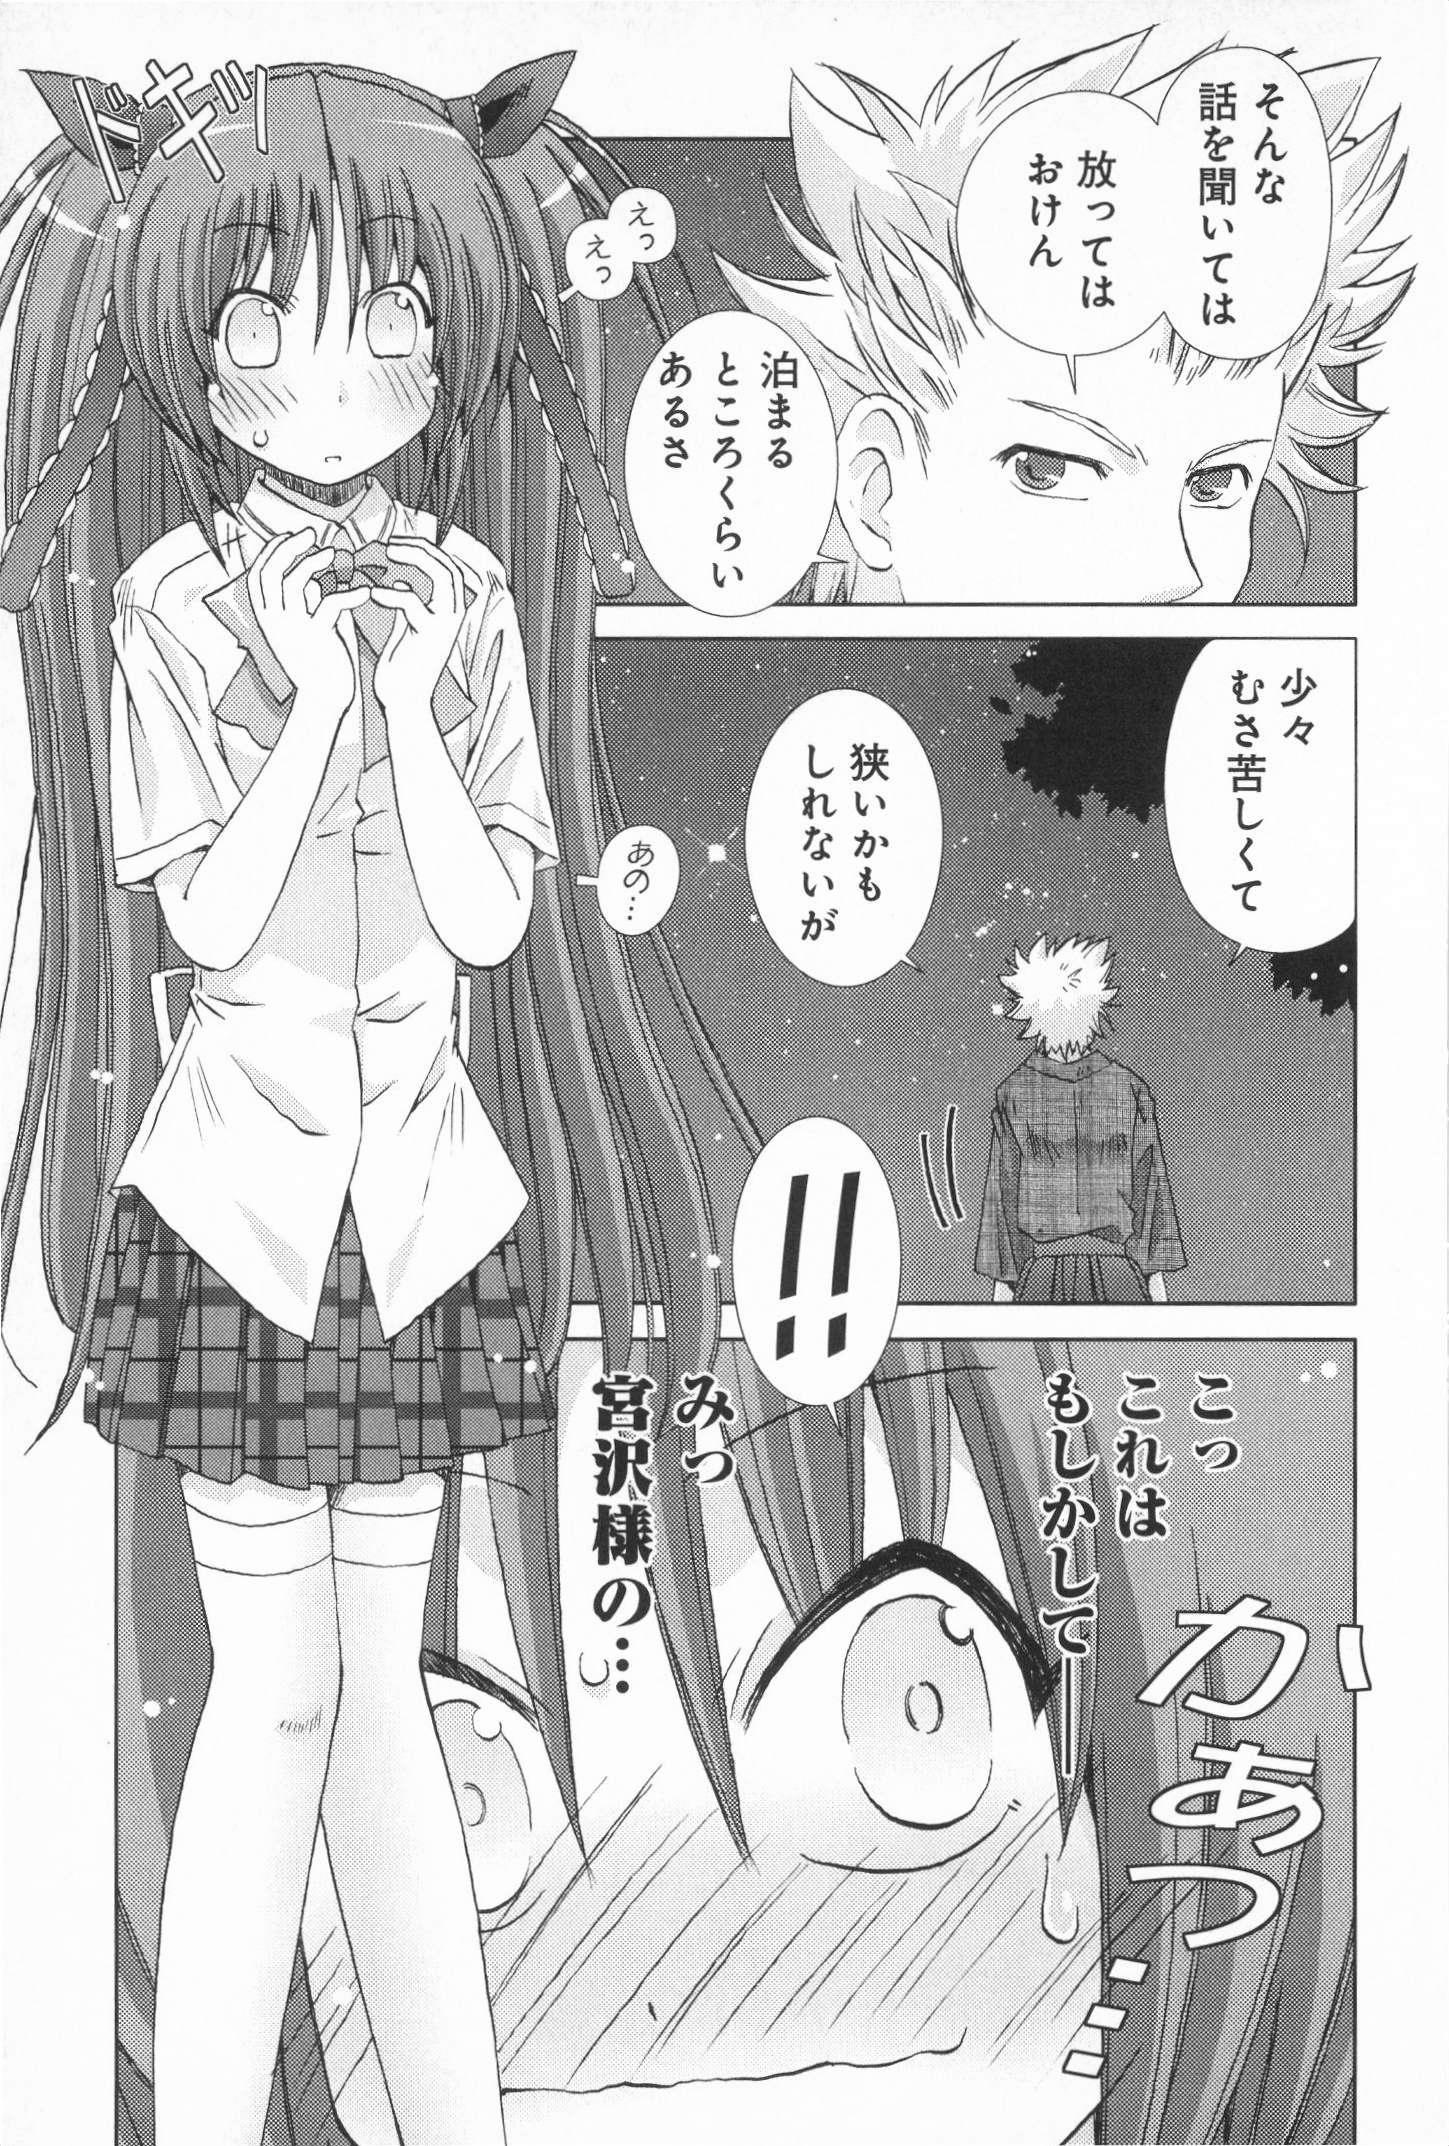 そんな
話を聞いては
放っては
おけん
泊まる
ところくらい
あるさ
えっ
えっ
ドキッ
少々
むさ苦しくて
狭いかも
しれないが
あの…
!!
こっ
これは
もしかして──
みっ
宮沢様の…
かあっ…